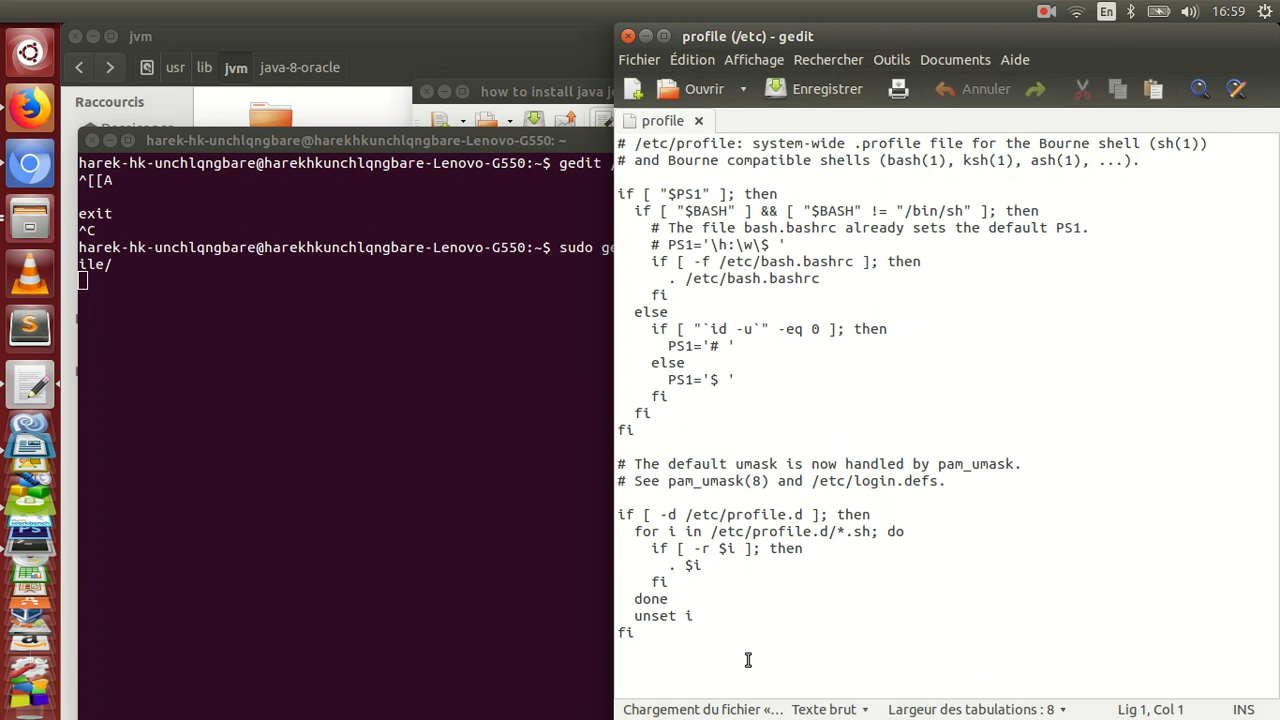 En
16:59
jvm
usr
lib
jvm
java-8-oracle
Raccourcis
how to install java j
harek-hk-unchlqngbare@harekhkunchlqngbare-Lenovo-G550: ~
harek-hk-unchlqngbare@harekhkunchlqngbare-Lenovo-G550:~$ gedit /
^[[A
exit
^C
harek-hk-unchlqngbare@harekhkunchlqngbare-Lenovo-G550:~$ sudo ge
ile/
profile (/etc) - gedit
Fichier Édition Affichage Rechercher Outils Documents Aide
Ouvrir Enregistrer Annuler
profile
# /etc/profile: system-wide .profile file for the Bourne shell (sh(1))
# and Bourne compatible shells (bash(1), ksh(1), ash(1), ...).
if [ "$PS1" ]; then
  if [ "$BASH" ] && [ "$BASH" != "/bin/sh" ]; then
    # The file bash.bashrc already sets the default PS1.
    # PS1='\h:\w\$ '
    if [ -f /etc/bash.bashrc ]; then
      . /etc/bash.bashrc
    fi
  else
    if [ "`id -u`" -eq 0 ]; then
      PS1='# '
    else
      PS1='$ '
    fi
  fi
fi
# The default umask is now handled by pam_umask.
# See pam_umask(8) and /etc/login.defs.
if [ -d /etc/profile.d ]; then
  for i in /etc/profile.d/*.sh; do
    if [ -r $i ]; then
      . $i
    fi
  done
  unset i
fi
Chargement du fichier «... Texte brut Largeur des tabulations : 8 Lig 1, Col 1 INS